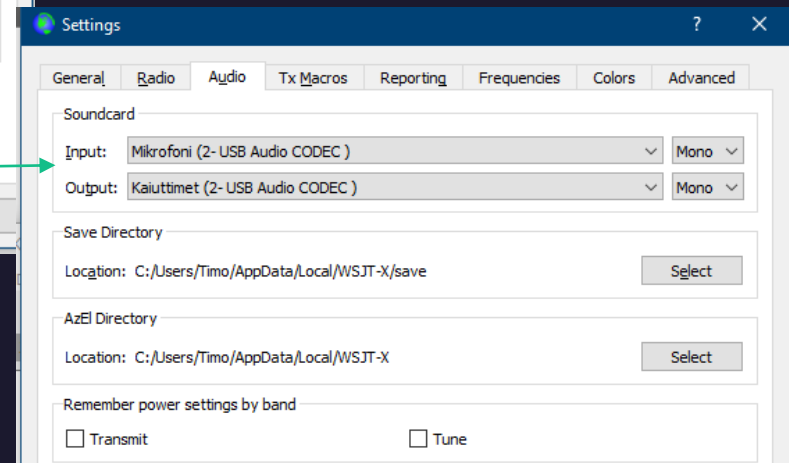 Settings ?
General Radio Audio Tx Macros Reporting Frequencies Colors Advanced
Soundcard
Input: Mikrofoni (2- USB Audio CODEC ) Mono
Output: Kaiuttimet (2- USB Audio CODEC ) Mono
Save Directory
Location: C:/Users/Timo/AppData/Local/WSJT-X/save Select
AzEl Directory
Location: C:/Users/Timo/AppData/Local/WSJT-X Select
Remember power settings by band
Transmit Tune